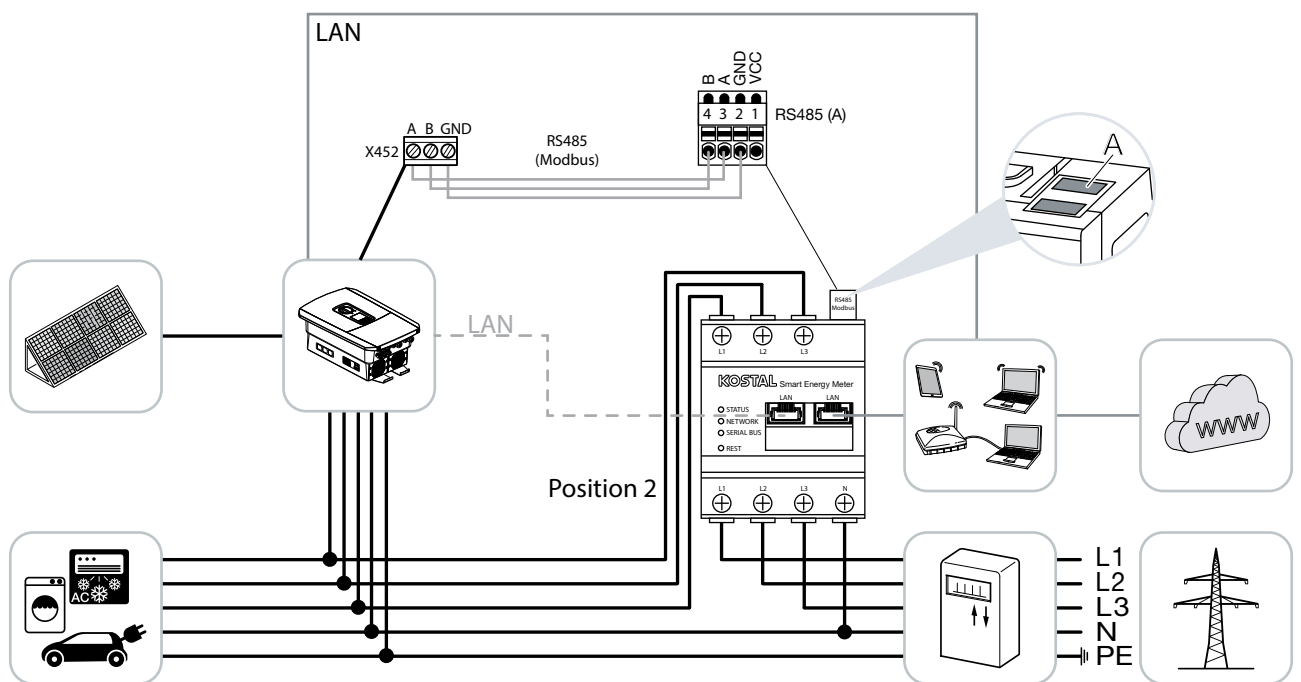 LAN
B
A
GND
VCC
4 3 2 1
RS485 (A)
A B GND
X452
RS485
(Modbus)
A
RS485
Modbus
LAN
L1 L2 L3
KOSTAL Smart Energy Meter
LAN LAN
STATUS
NETWORK
SERIAL BUS
REST
WWW
Position 2
L1 L2 L3 N
AC
L1
L2
L3
N
PE